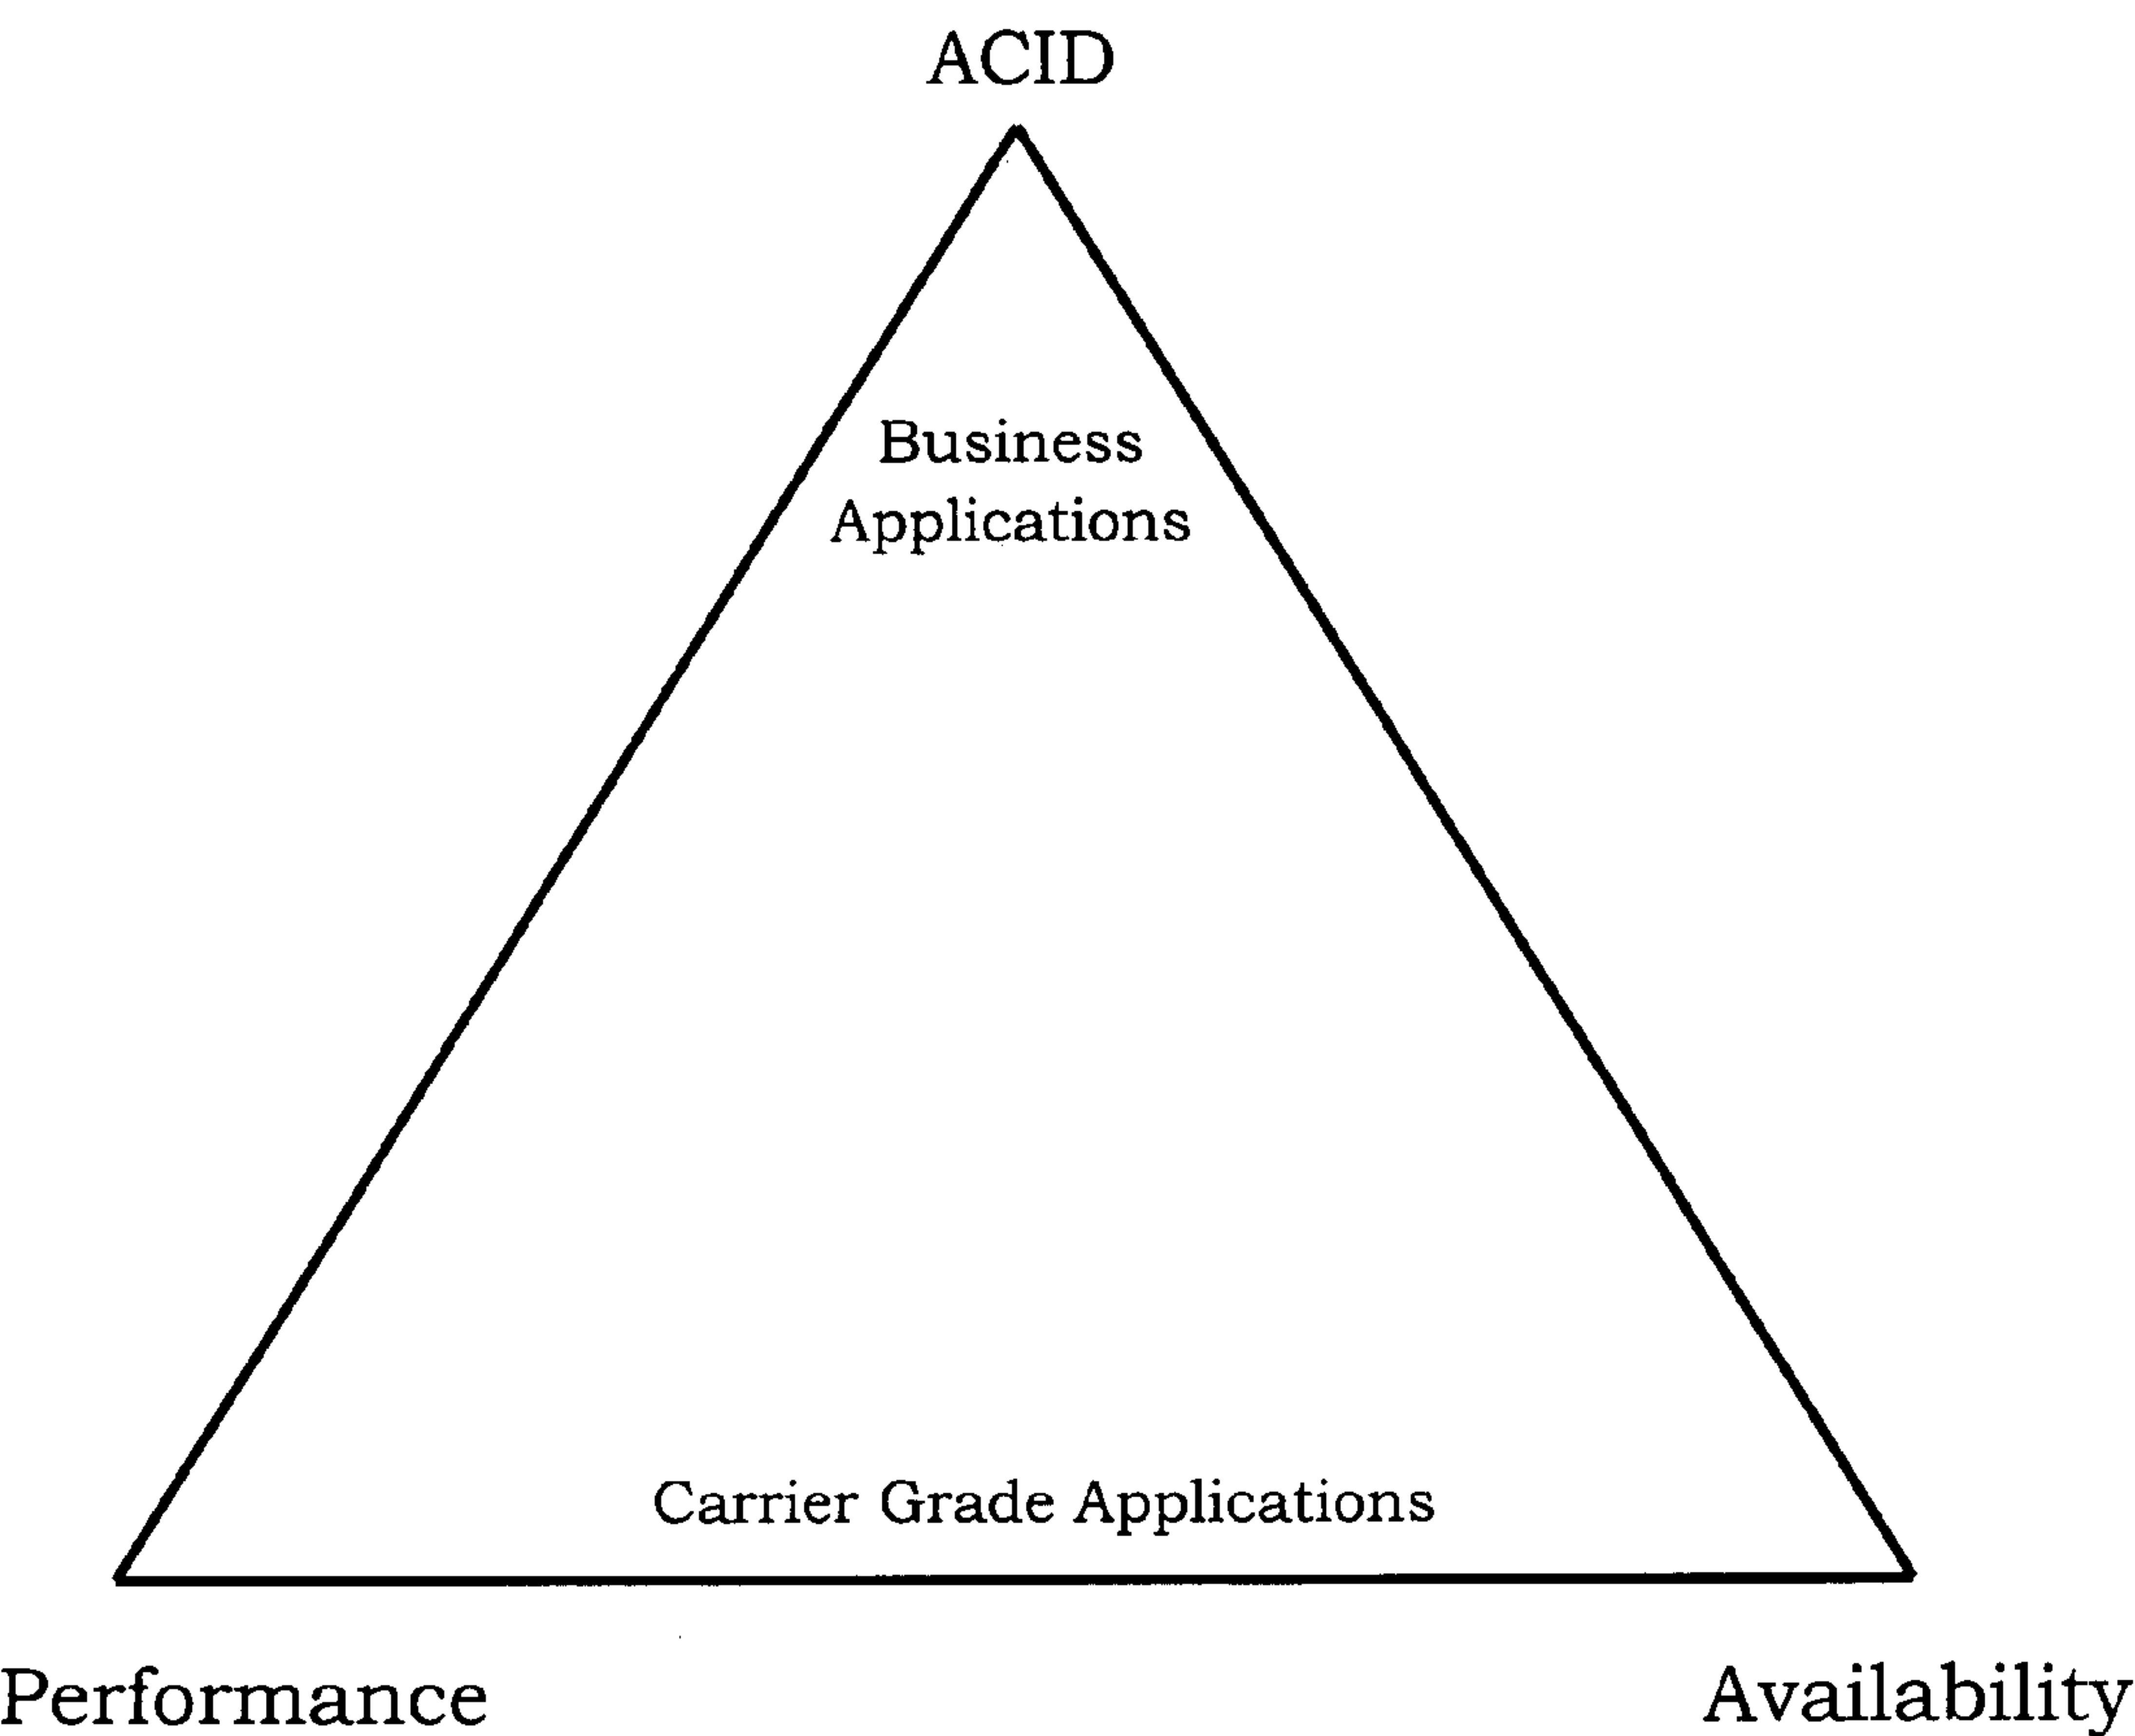 ACID
Business
Applications
Carrier Grade Applications
Performance
Availability